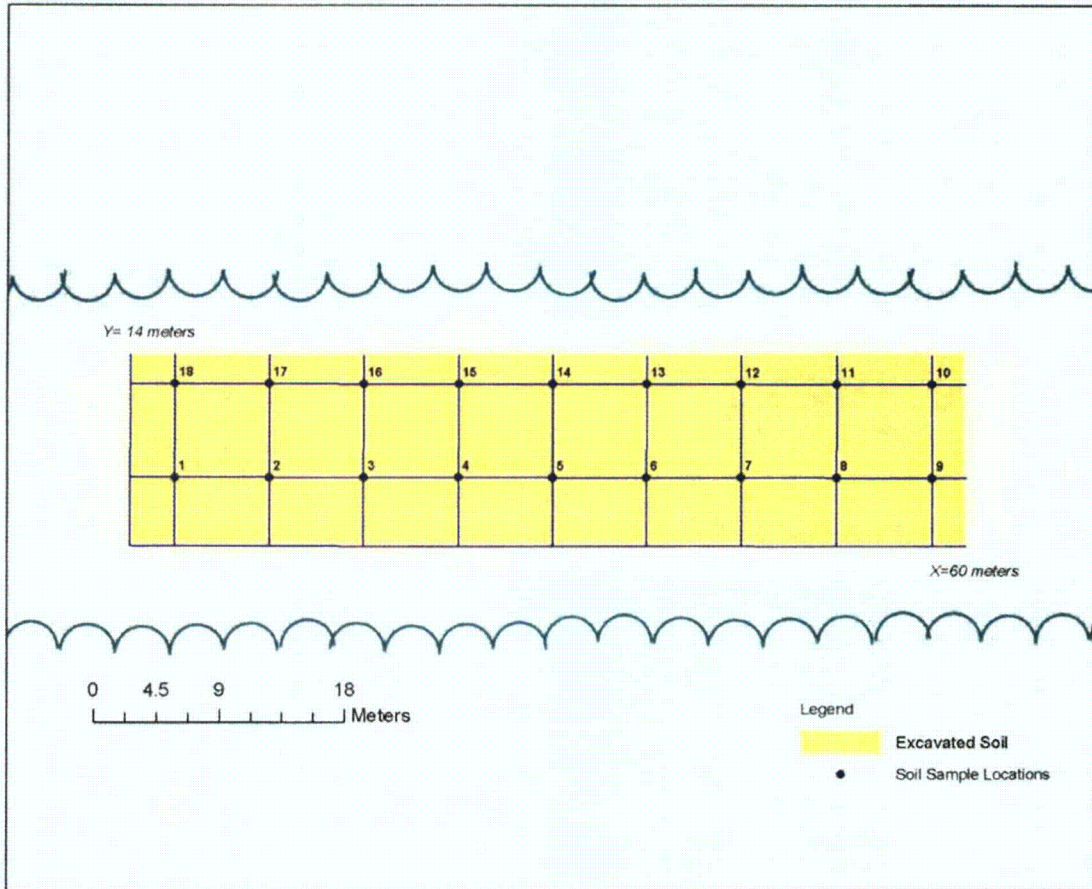 Y= 14 meters
18 17 16 15 14 13 12 11 10
1 2 3 4 5 6 7 8 9
X=60 meters
0 4.5 9 18
Meters
Legend
Excavated Soil
Soil Sample Locations